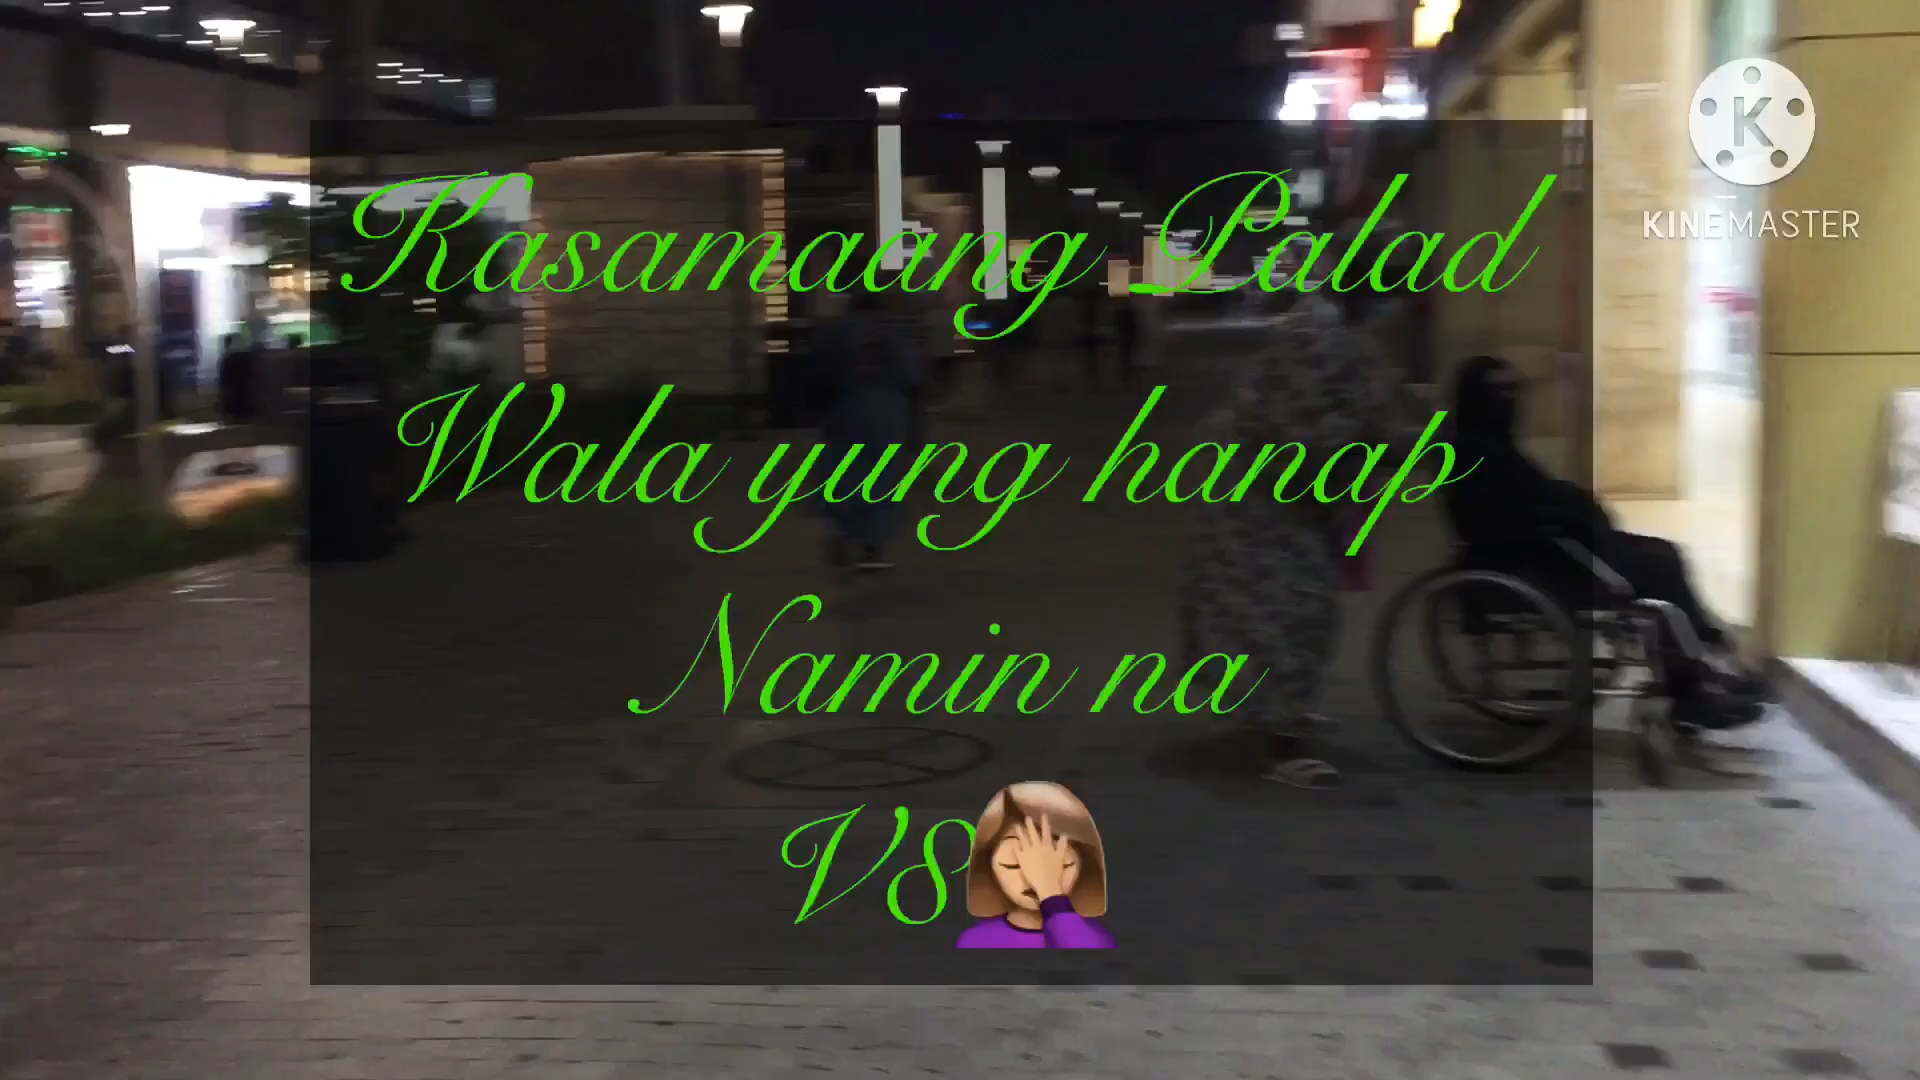 Kasamaang Palad
Wala yung hanap
Namin na
V8🤦🏼‍♀️
K
KINEMASTER